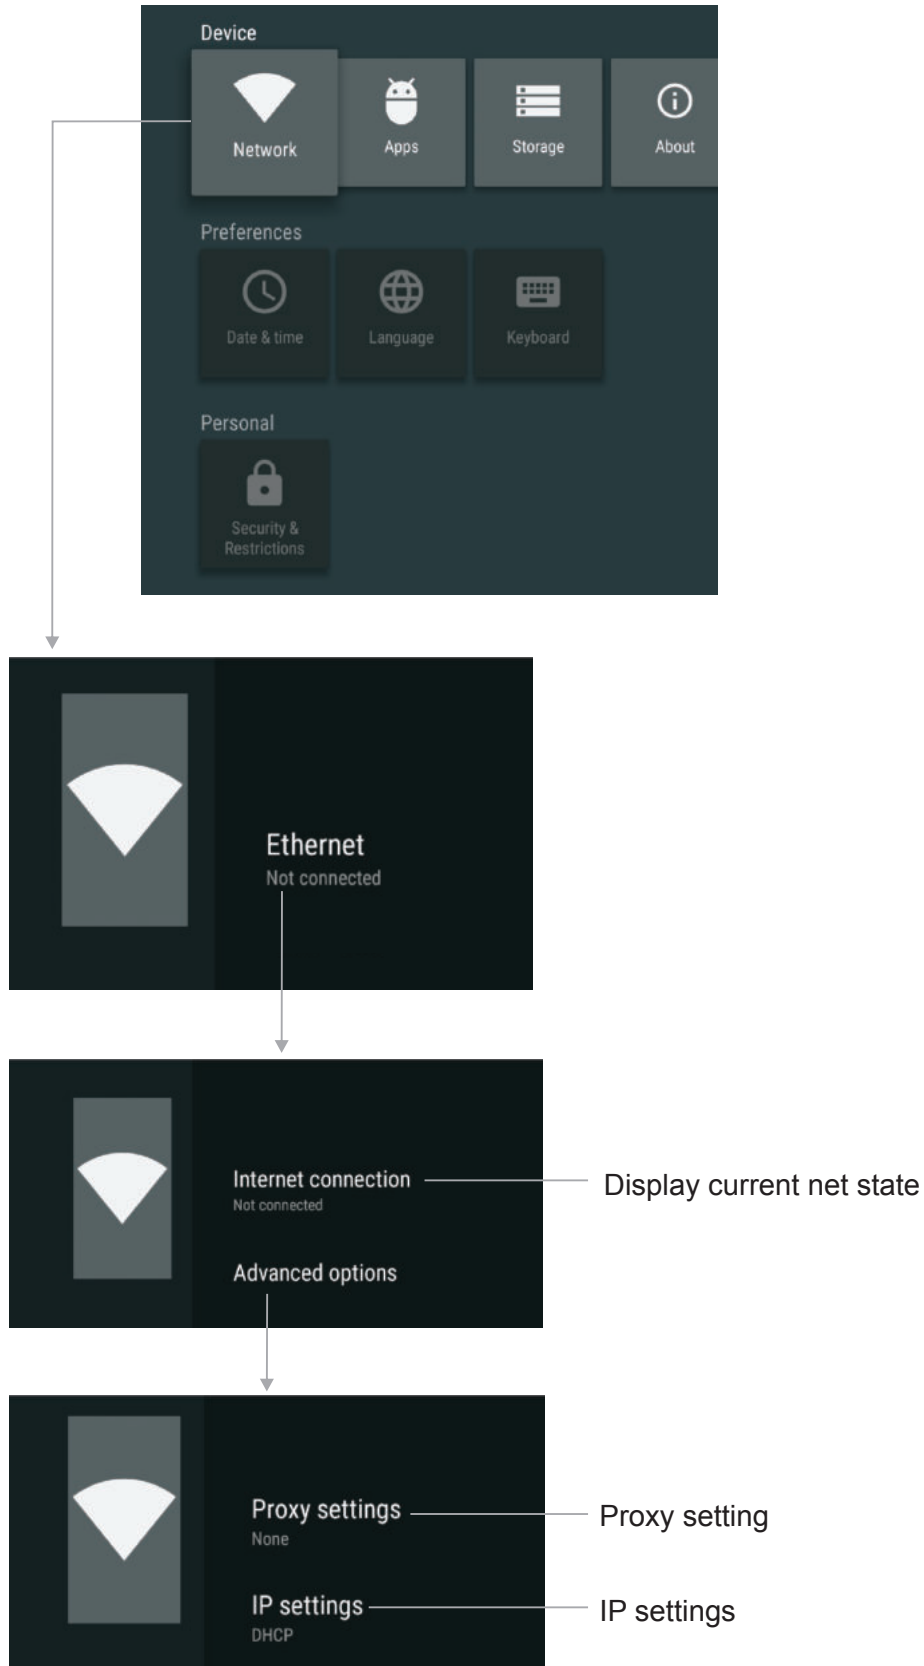 Device
Network
Apps
Storage
About
Preferences
Date & time
Language
Keyboard
Personal
Security &
Restrictions
Ethernet
Not connected
Internet connection
Display current net state
Not connected
Advanced options
Proxy settings
Proxy setting
None
IP settings
IP settings
DHCP